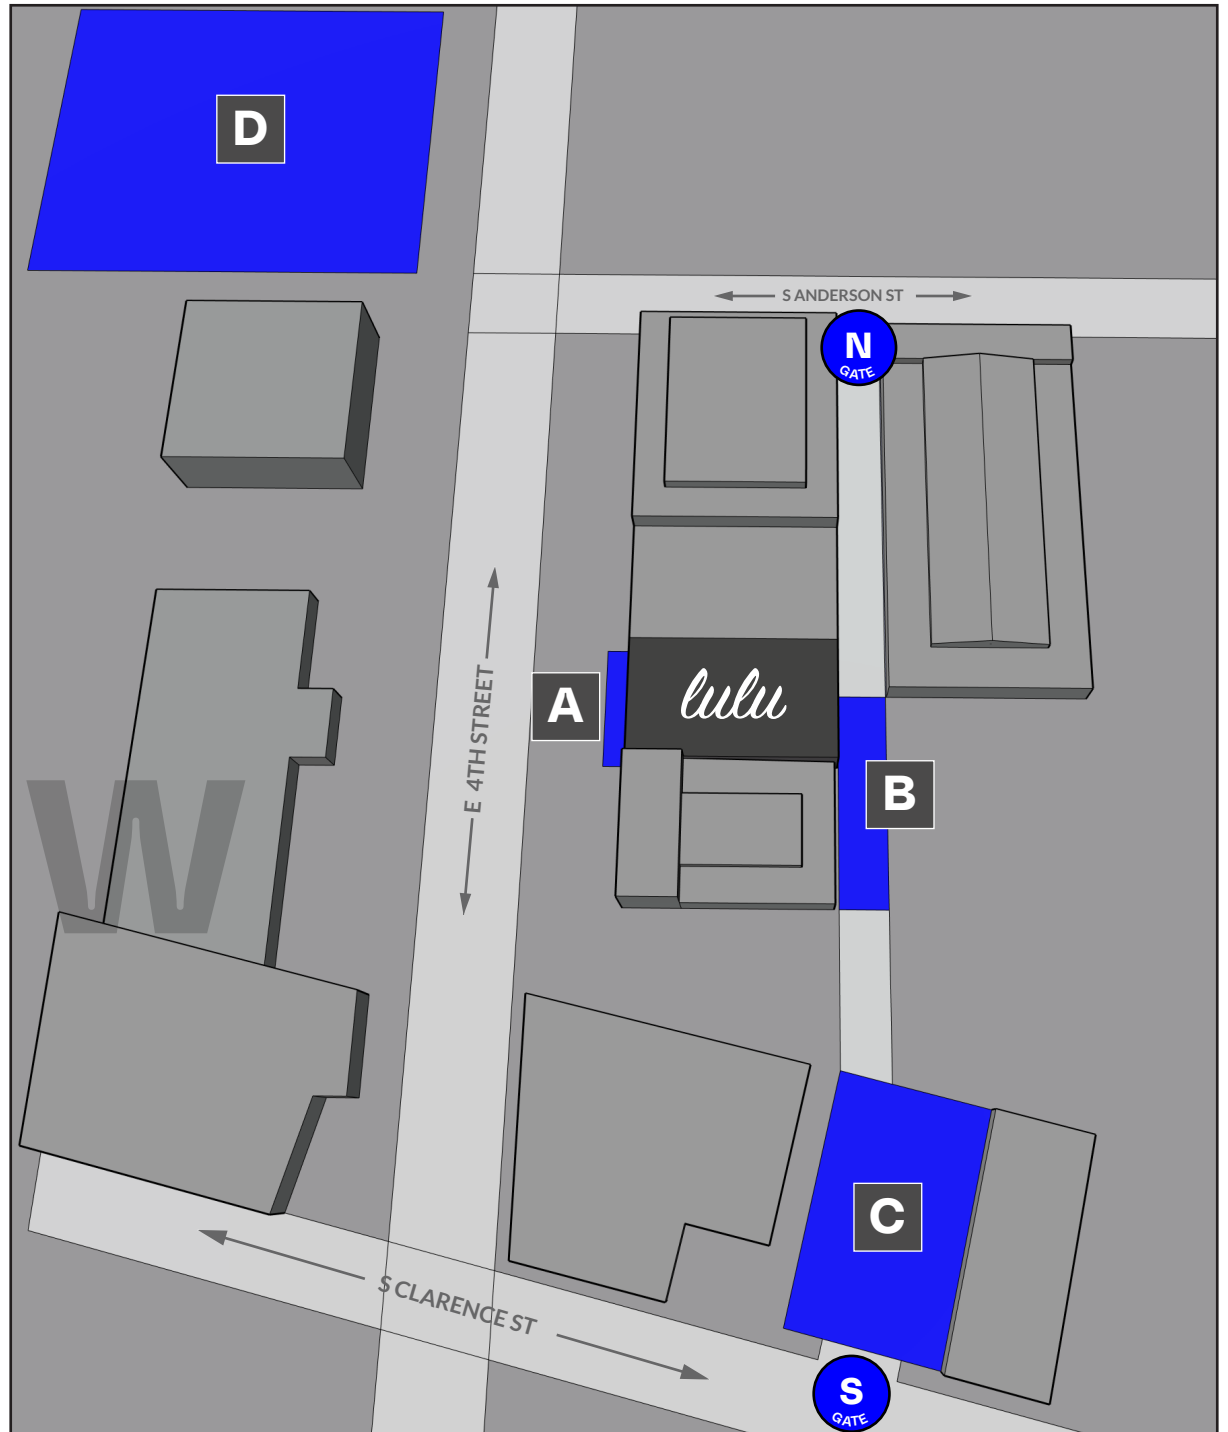 D
S ANDERSON ST
N
GATE
E 4TH STREET
A
lulu
B
W
C
S CLARENCE ST
S
GATE